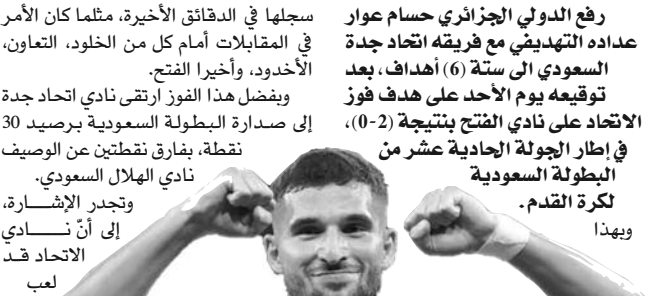 رفع الدولي الجزائري حسام عوار
عداده التهديفي مع فريقه اتحاد جدة
السعودي الى ستة (6) أهداف، بعد
توقيعه يوم الأحد على هدف فوز
الاتحاد على نادي الفتح بنتيجة (2-0)،
في إطار الجولة الحادية عشر من
البطولة السعودية
لكرة القدم.
وبهذا
سجلها في الدقائق الأخيرة، مثلما كان الأمر
في المقابلات أمام كل من الخلود، التعاون،
الأخدود، وأخيرا الفتح.
وبفضل هذا الفوز ارتقى نادي اتحاد جدة
إلى صدارة البطولة السعودية برصيد 30
نقطة، بفارق نقطتين عن الوصيف
نادي الهلال السعودي.
وتجدر الإشــارة،
إلى أنّ نــــادي
الاتحاد قـد
لعب